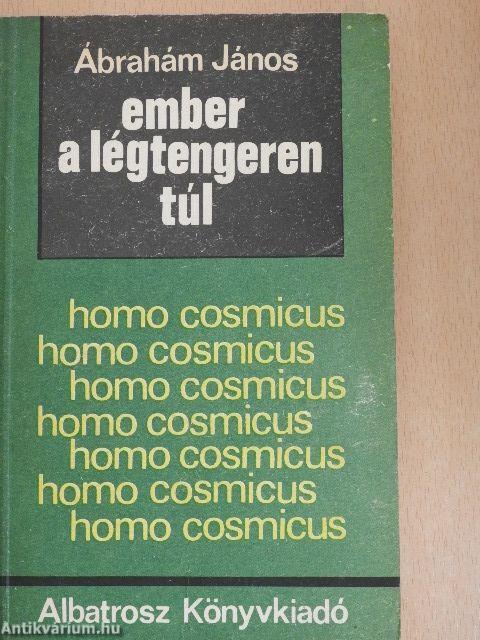 Ábrahám János
ember
a légtengeren
túl
homo cosmicus
homo cosmicus
homo cosmicus
homo cosmicus
homo cosmicus
homo cosmicus
homo cosmicus
Albatrosz Könyvkiadó
Antikvárium.hu